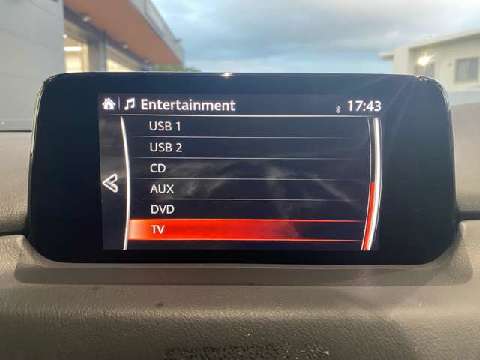 Entertainment 17:43
USB 1
USB 2
CD
AUX
DVD
TV